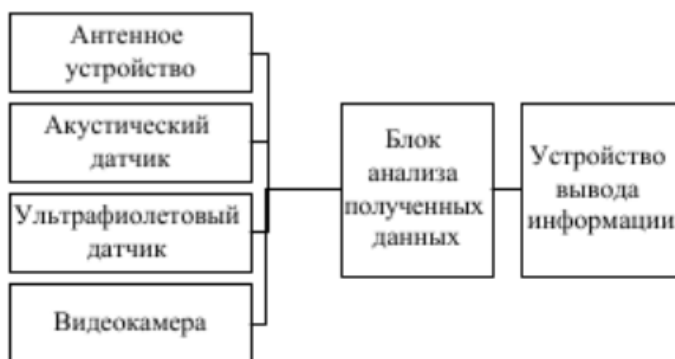 Антенное
устройство
Акустический
датчик
Ультрафиолетовый
датчик
Видеокамера
Блок
анализа
полученных
данных
Устройство
вывода
информации